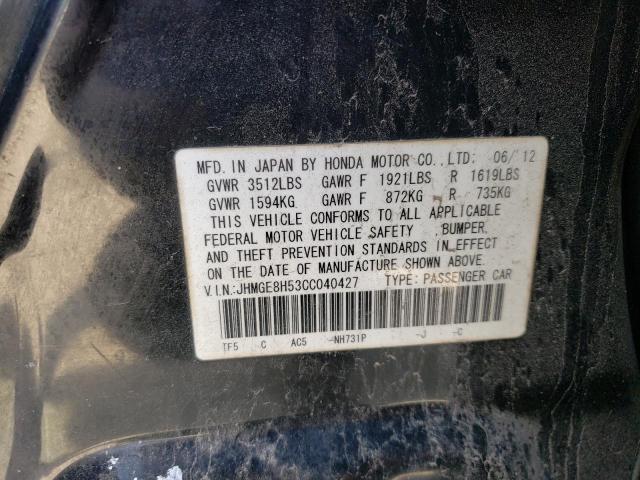 MFD. IN JAPAN BY HONDA MOTOR CO., LTD: 06/12
GVWR 3512LBS GAWR F 1921LBS R 1619LBS
GVWR 1594KG GAWR F 872KG R 735KG
THIS VEHICLE CONFORMS TO ALL APPLICABLE
FEDERAL MOTOR VEHICLE SAFETY ,BUMPER,
AND THEFT PREVENTION STANDARDS IN EFFECT
ON THE DATE OF MANUFACTURE SHOWN ABOVE.
V.I.N.:JHMGE8H53CC040427 TYPE: PASSENGER CAR
TF5 C AC5 -NH731P -J -C